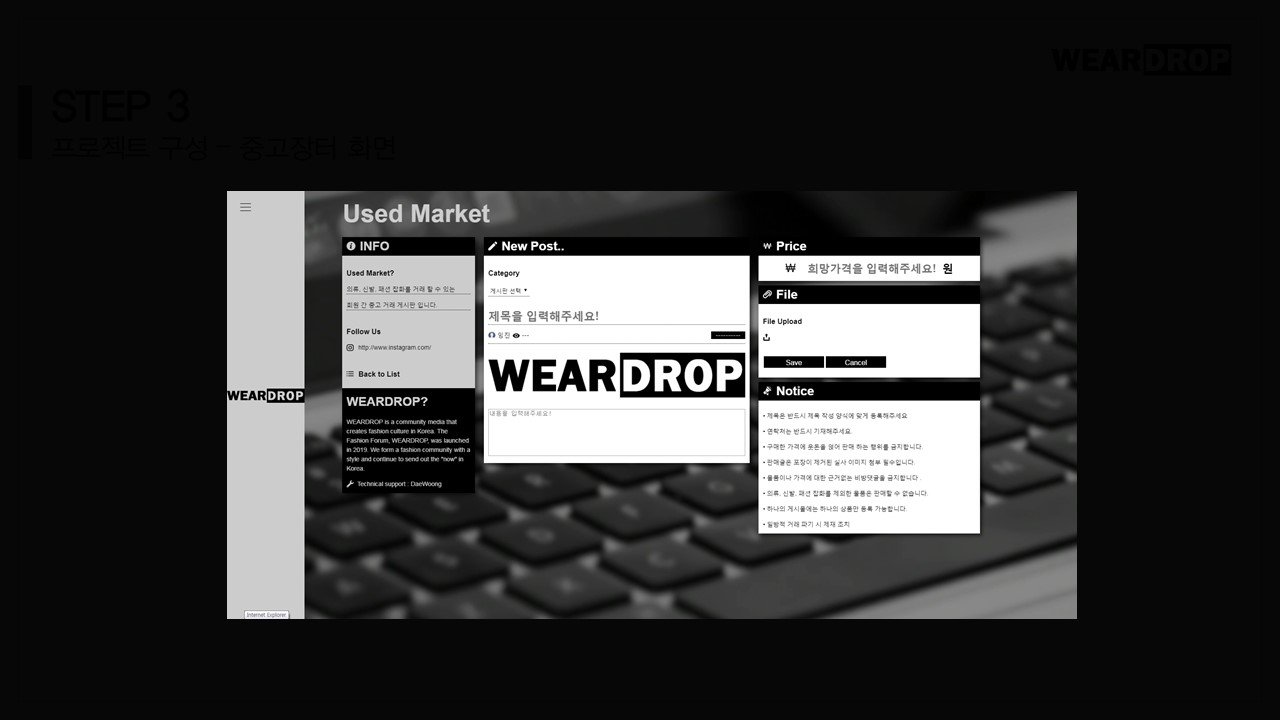 WEARDROP
STEP 3
프로젝트 구성 - 중고장터 화면
Used Market
INFO
Used Market?
의류, 신발, 패션 잡화를 거래 할 수 있는
회원 간 중고 거래 게시판 입니다.
Follow Us
http://www.instagram.com/
Back to List
WEARDROP?
WEARDROP is a community media that
creates fashion culture in Korea. The
Fashion Forum, WEARDROP, was launched
in 2019. We form a fashion community with a
style and continue to send out the "now" in
Korea.
Technical support : DaeWoong
New Post..
Category
게시판 선택
제목을 입력해주세요!
---
WEARDROP
내용을 입력해주세요!
Price
₩ 희망가격을 입력해주세요! 원
File
File Upload
Save Cancel
Notice
• 제목은 반드시 제목 작성 양식에 맞게 등록해주세요
• 연락처는 반드시 기재해주세요.
• 구매한 가격에 웃돈을 얹어 판매 하는 행위를 금지합니다.
• 판매글은 포장이 제거된 실사 이미지 첨부 필수입니다.
• 물품이나 가격에 대한 근거없는 비방댓글을 금지합니다 .
• 의류, 신발, 패션 잡화를 제외한 물품은 판매할 수 없습니다.
• 하나의 게시물에는 하나의 상품만 등록 가능합니다.
• 일방적 거래 파기 시 제재 조치
WEARDROP
Internet Explorer